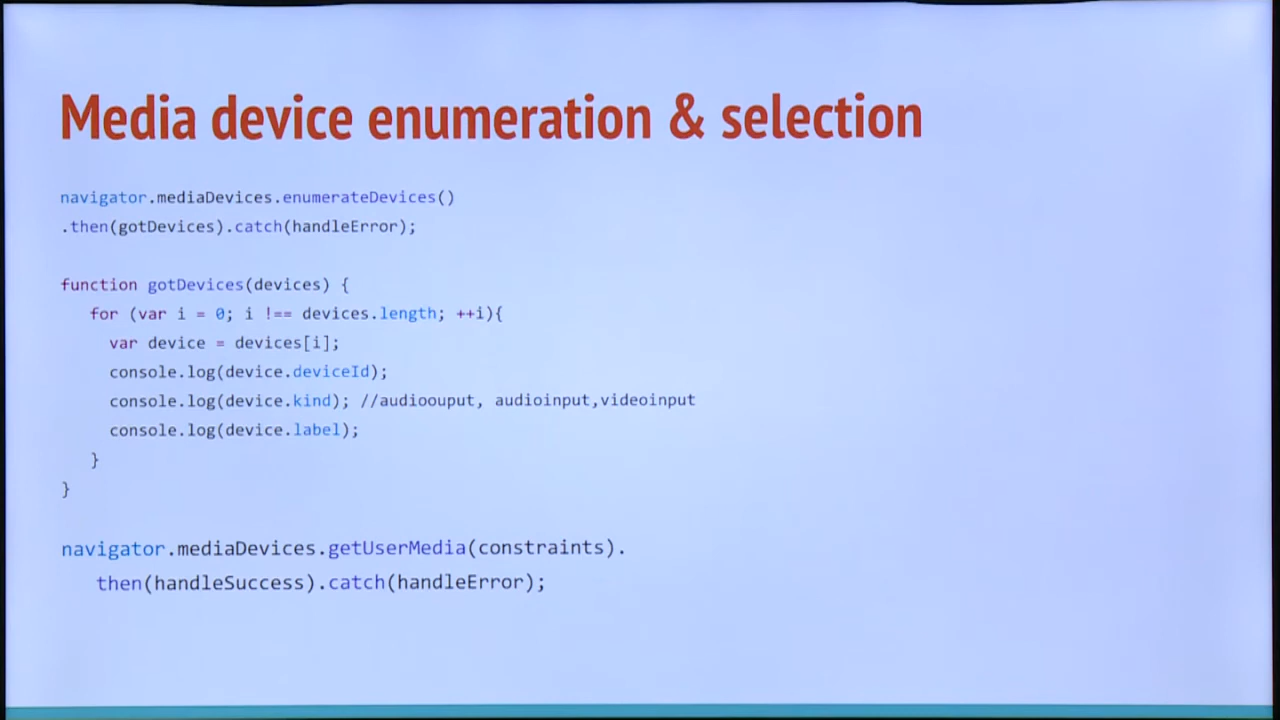 Media device enumeration & selection
navigator.mediaDevices.enumerateDevices()
.then(gotDevices).catch(handleError);
function gotDevices(devices) {
for (var i = 0; i !== devices.length; ++i){
var device = devices[i];
console.log(device.deviceId);
console.log(device.kind); //audioouput, audioinput,videoinput
console.log(device.label);
}
}
navigator.mediaDevices.getUserMedia(constraints).
then(handleSuccess).catch(handleError);